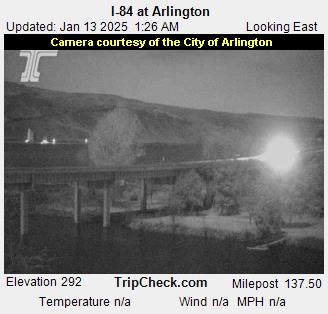 I-84 at Arlington
Updated: Jan 13 2025 1:26 AM Looking East
Camera courtesy of the City of Arlington
Elevation 292 TripCheck.com Milepost 137.50
Temperature n/a Wind n/a MPH n/a